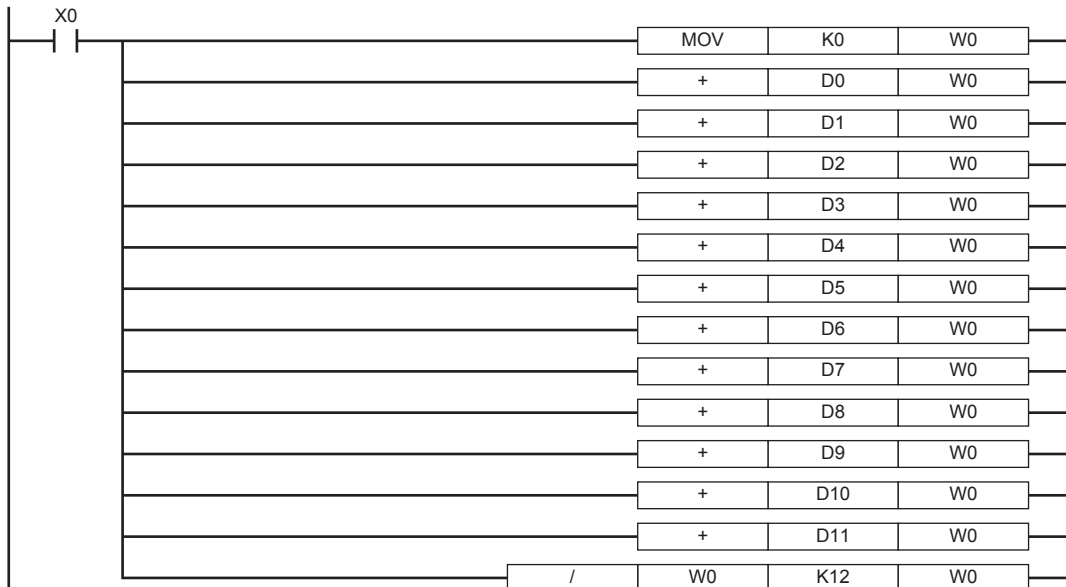 X0
MOV K0 W0
+ D0 W0
+ D1 W0
+ D2 W0
+ D3 W0
+ D4 W0
+ D5 W0
+ D6 W0
+ D7 W0
+ D8 W0
+ D9 W0
+ D10 W0
+ D11 W0
/ W0 K12 W0